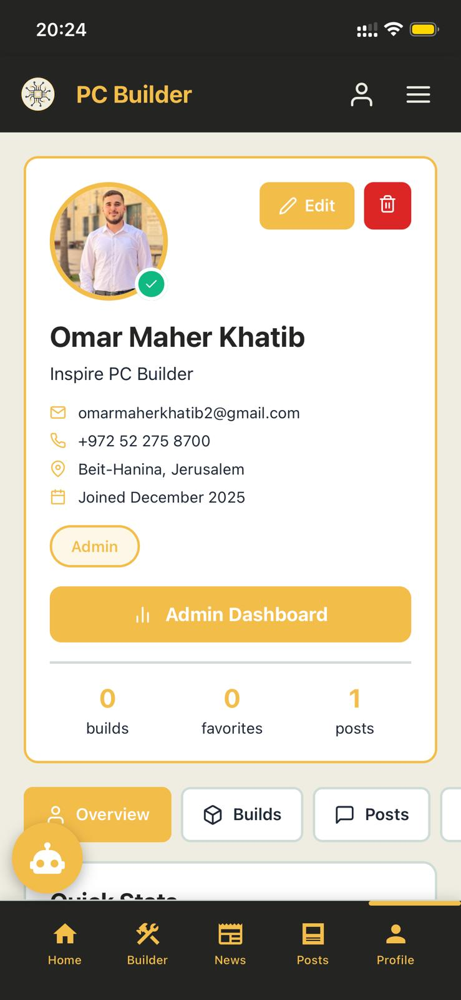 20:24
PC Builder
Edit
Omar Maher Khatib
Inspire PC Builder
omarmaherkhatib2@gmail.com
+972 52 275 8700
Beit-Hanina, Jerusalem
Joined December 2025
Admin
Admin Dashboard
0 0 1
builds favorites posts
Overview Builds Posts
Quick Stats
Home Builder News Posts Profile